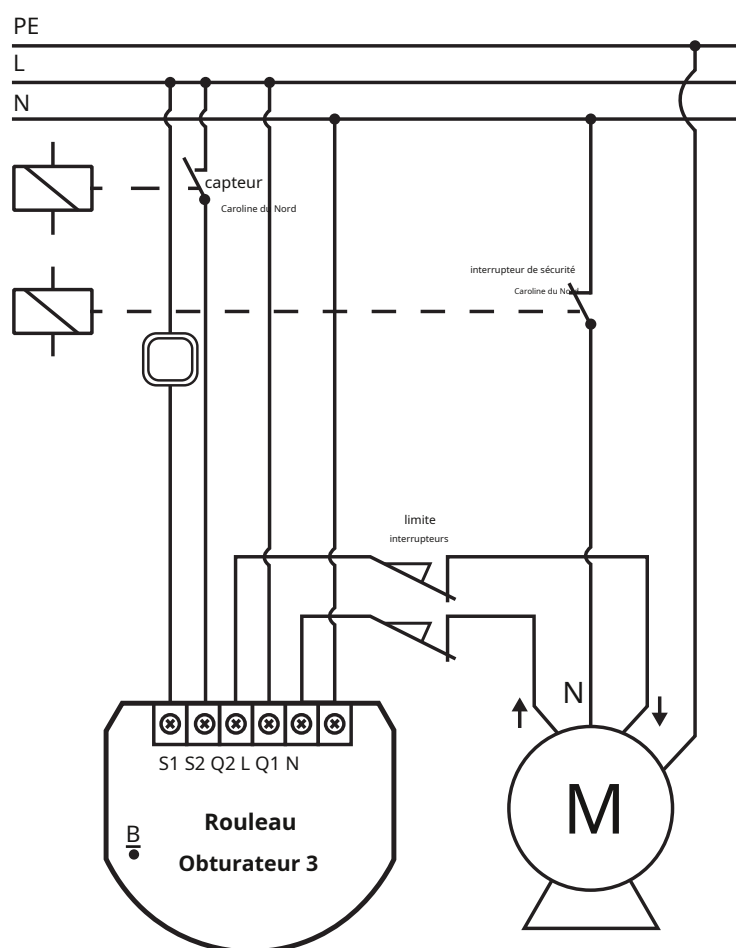 PE
L
N
capteur
Caroline du Nord
interrupteur de sécurité
Caroline du Nord
limite
interrupteurs
N
M
S1 S2 Q2 L Q1 N
Rouleau
B
Obturateur 3